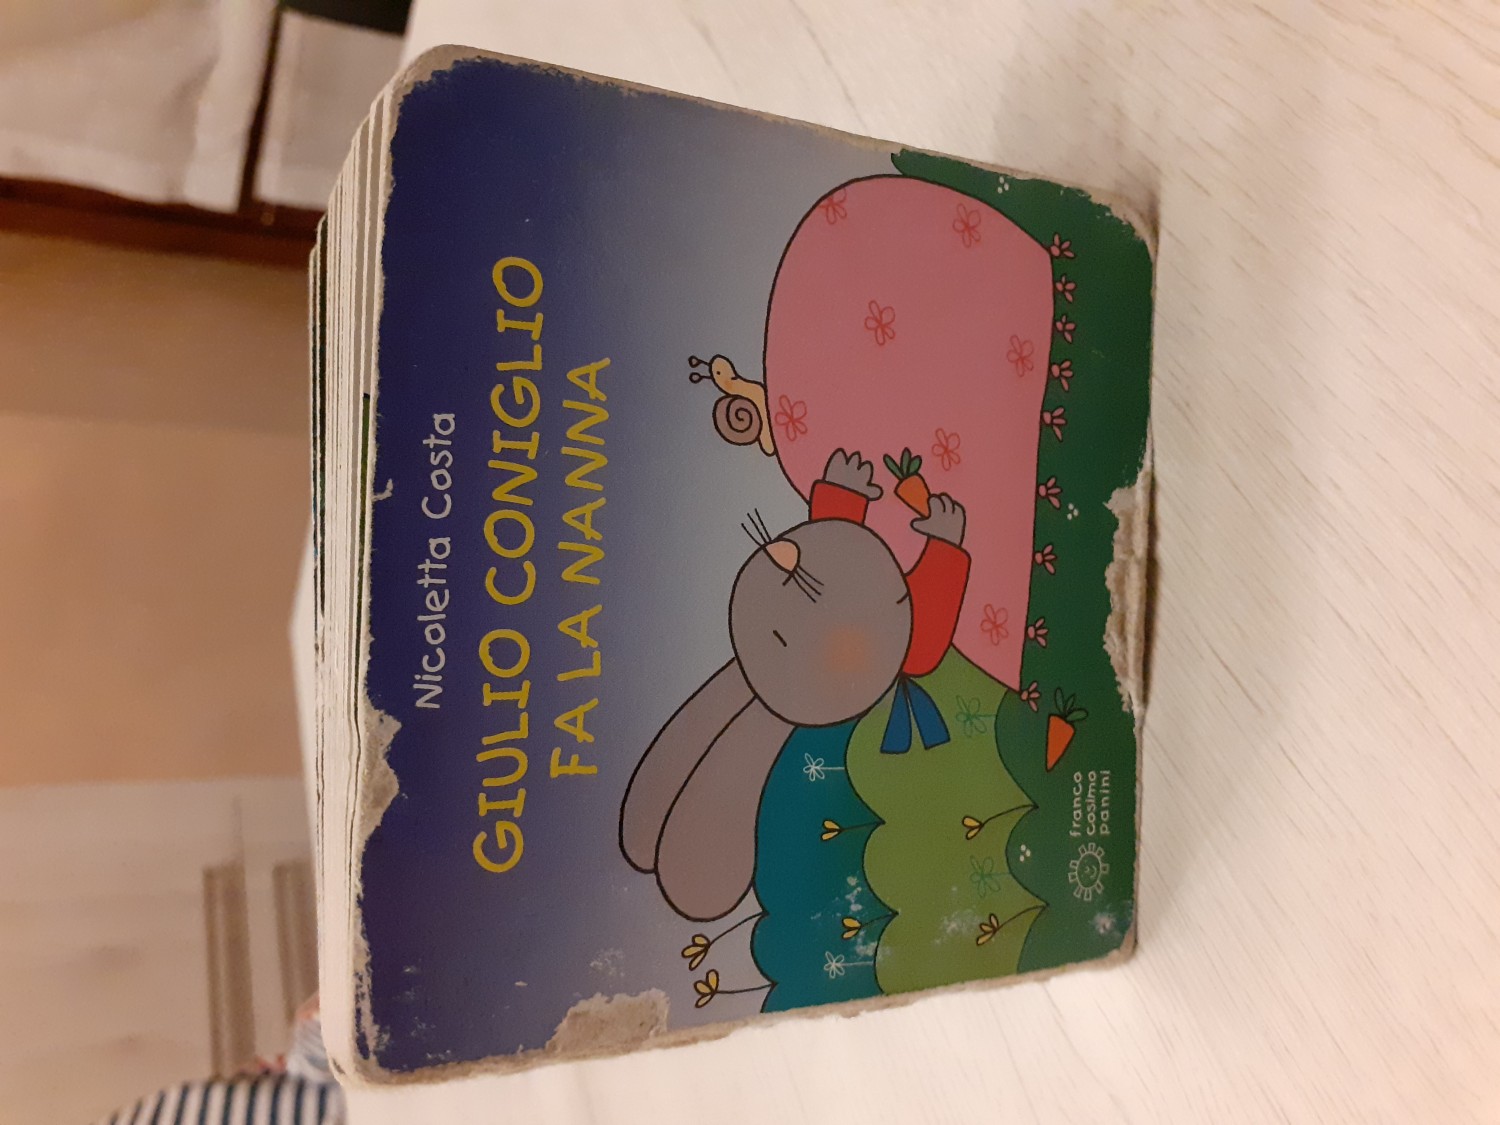 Nicoletta Costa
GIULIO CONIGLIO
FA LA NANNA
franco
cosimo
panini